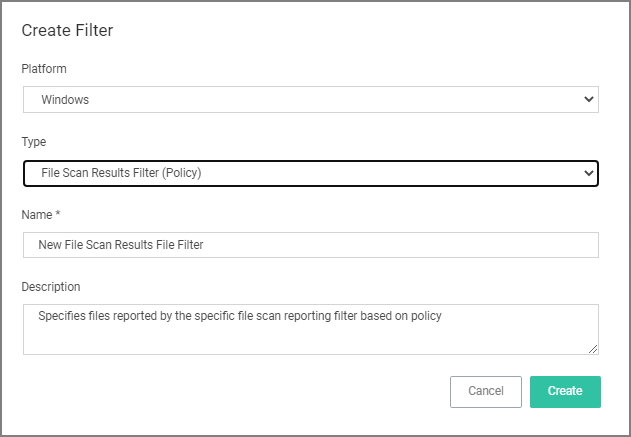 Create Filter
Platform
Windows
Type
File Scan Results Filter (Policy)
Name *
New File Scan Results File Filter
Description
Specifies files reported by the specific file scan reporting filter based on policy
Cancel
Create